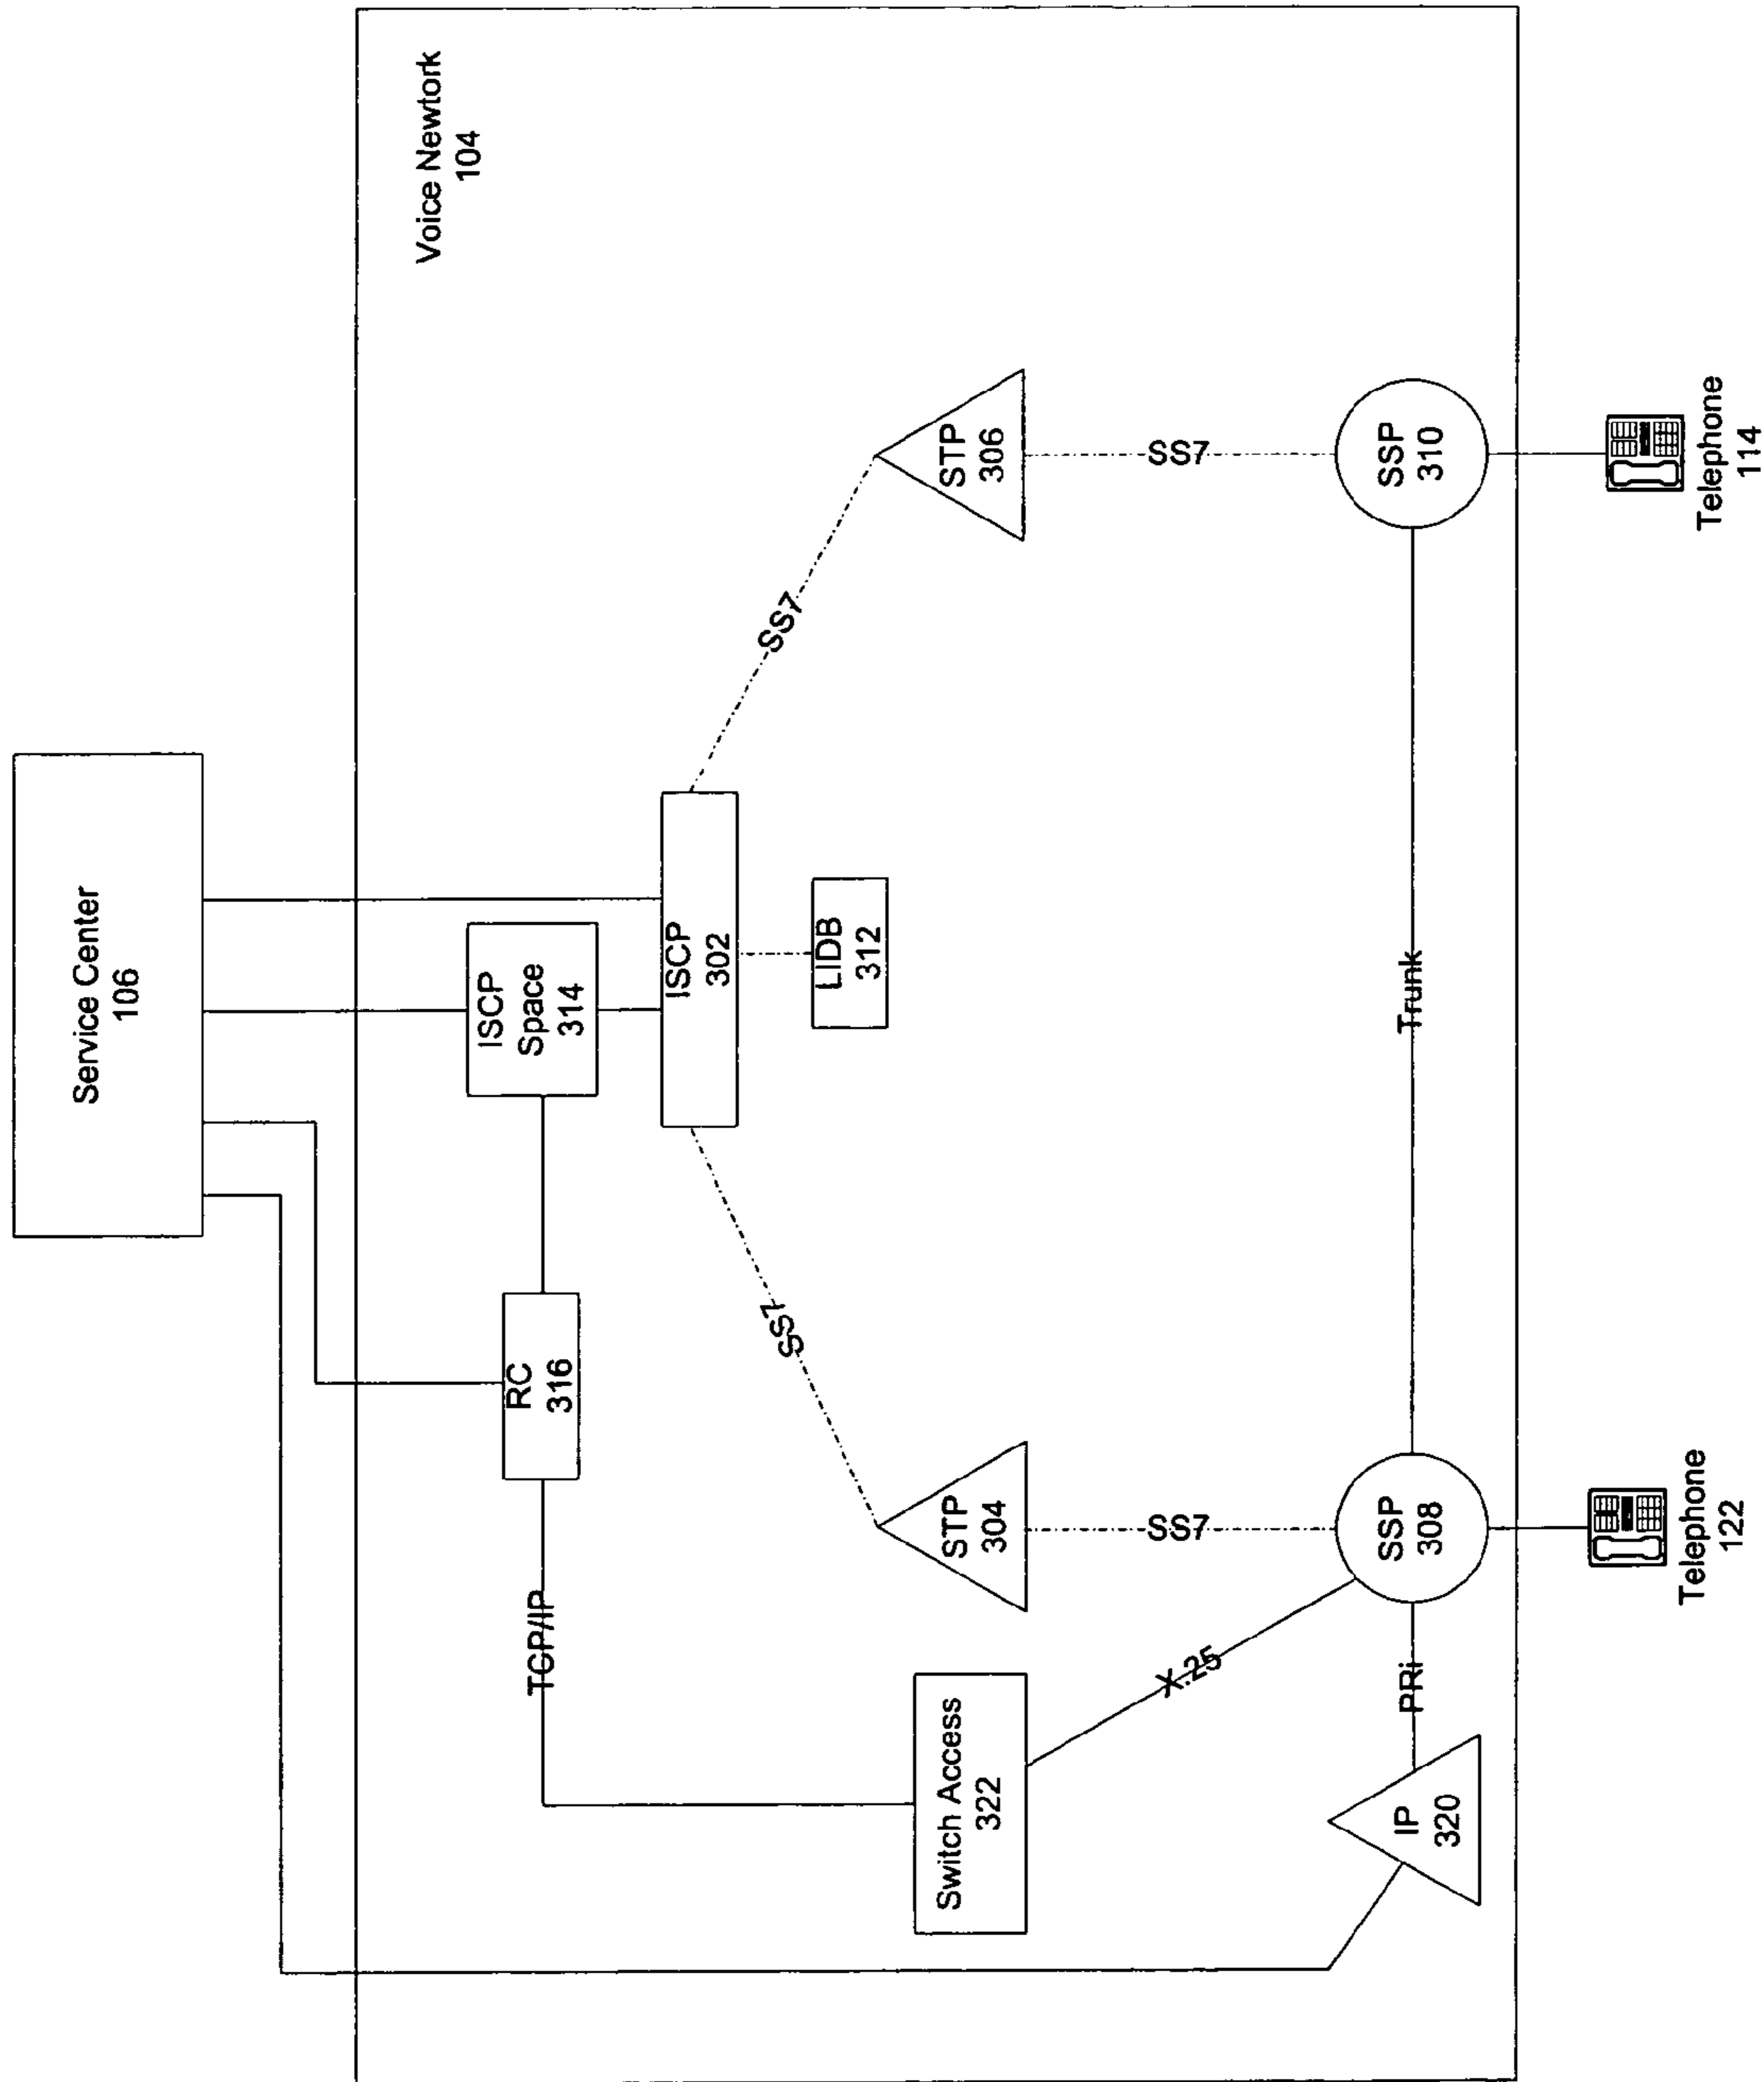 Service Center
106
Voice Newtork
104
ISCP
Space
314
RC
316
TCP/IP
ISCP
302
LIDB
312
SS7
SS7
STP
304
STP
306
Switch Access
322
SS7
SS7
X.25
IP
320
PRi
SSP
308
Trunk
SSP
310
Telephone
122
Telephone
114